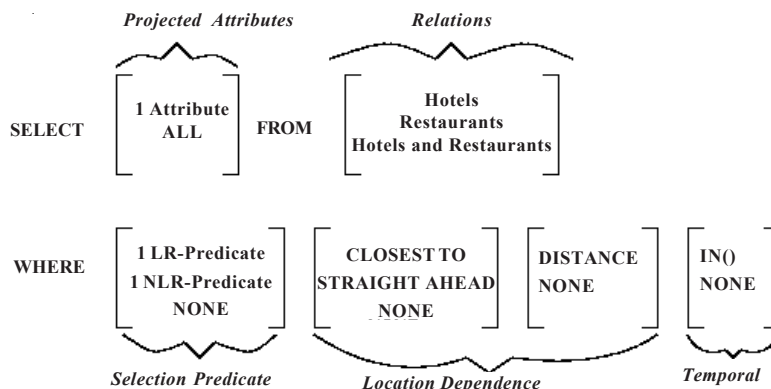 Projected Attributes
Relations
SELECT
1 Attribute
ALL
FROM
Hotels
Restaurants
Hotels and Restaurants
WHERE
1 LR-Predicate
1 NLR-Predicate
NONE
CLOSEST TO
STRAIGHT AHEAD
NONE
DISTANCE
NONE
IN()
NONE
Selection Predicate
Location Dependence
Temporal